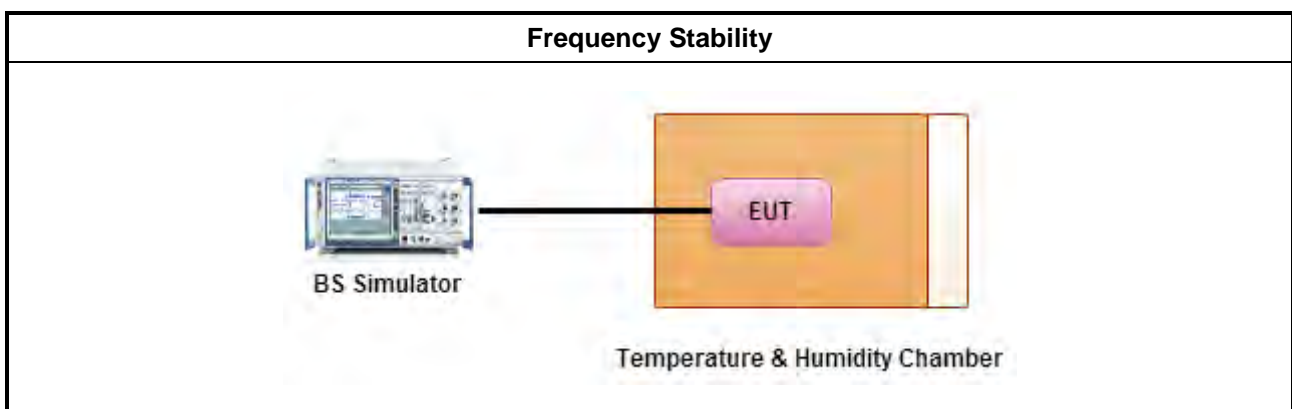 Frequency Stability
EUT
BS Simulator
Temperature & Humidity Chamber